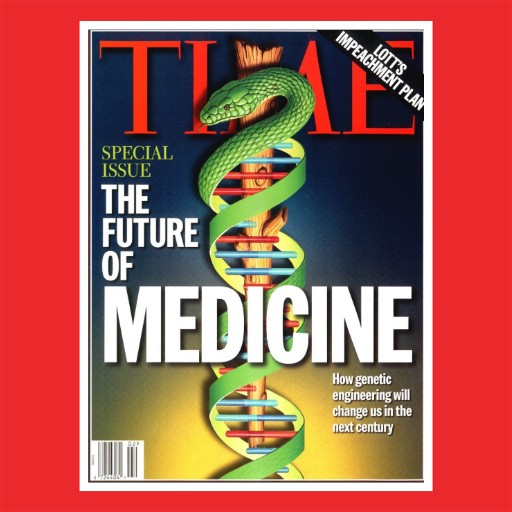 TIME
LOTT'S
IMPEACHMENT PLAN
SPECIAL
ISSUE
THE
FUTURE
OF
MEDICINE
How genetic
engineering will
change us in the
next century
02>